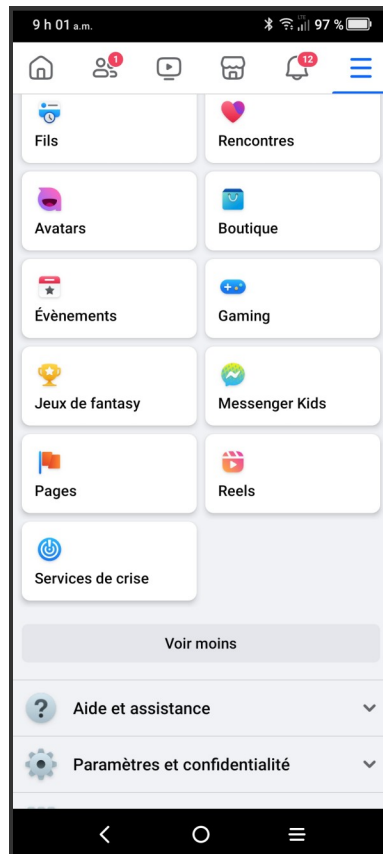 9 h 01 a.m.
LTE
97 %
1
12
Fils
Rencontres
Avatars
Boutique
Évènements
Gaming
Jeux de fantasy
Messenger Kids
Pages
Reels
Services de crise
Voir moins
? Aide et assistance
Paramètres et confidentialité